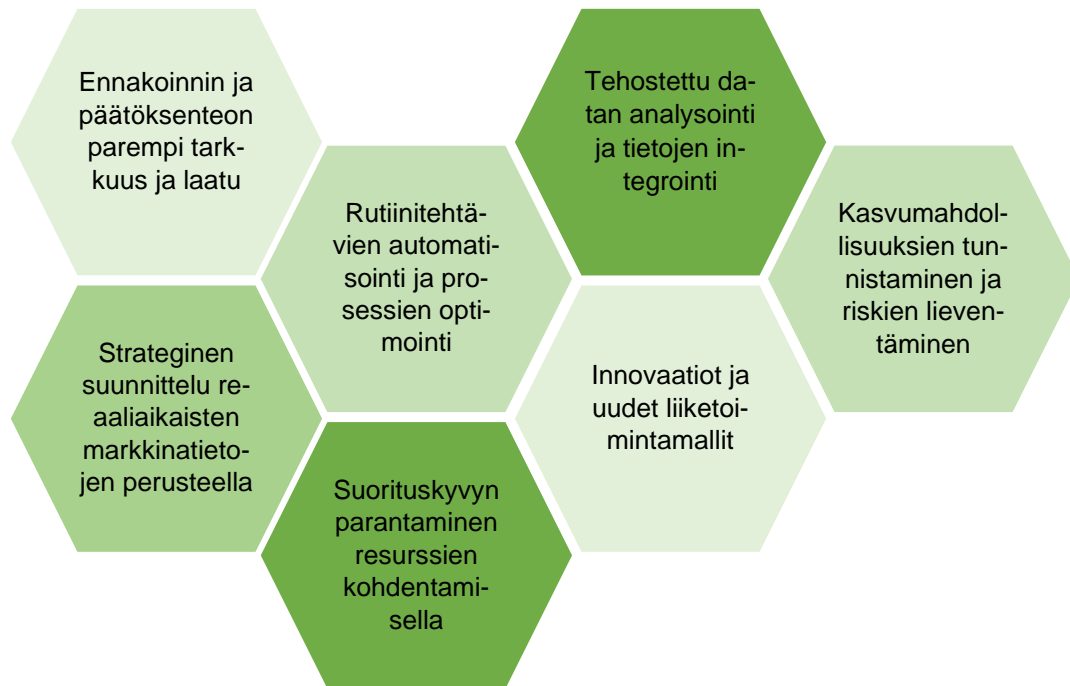 Ennakoinnin ja
päätöksenteon
parempi tark-
kuus ja laatu
Tehostettu da-
tan analysointi
ja tietojen in-
tegrointi
Rutiinitehtä-
vien automati-
sointi ja pro-
sessien opti-
mointi
Kasvumahdol-
lisuuksien tun-
nistaminen ja
riskien lieven-
täminen
Strateginen
suunnittelu re-
aaliaikaisten
markkinatieto-
jen perusteella
Innovaatiot ja
uudet liiketoi-
mintamallit
Suorituskyvyn
parantaminen
resurssien
kohdentami-
sella